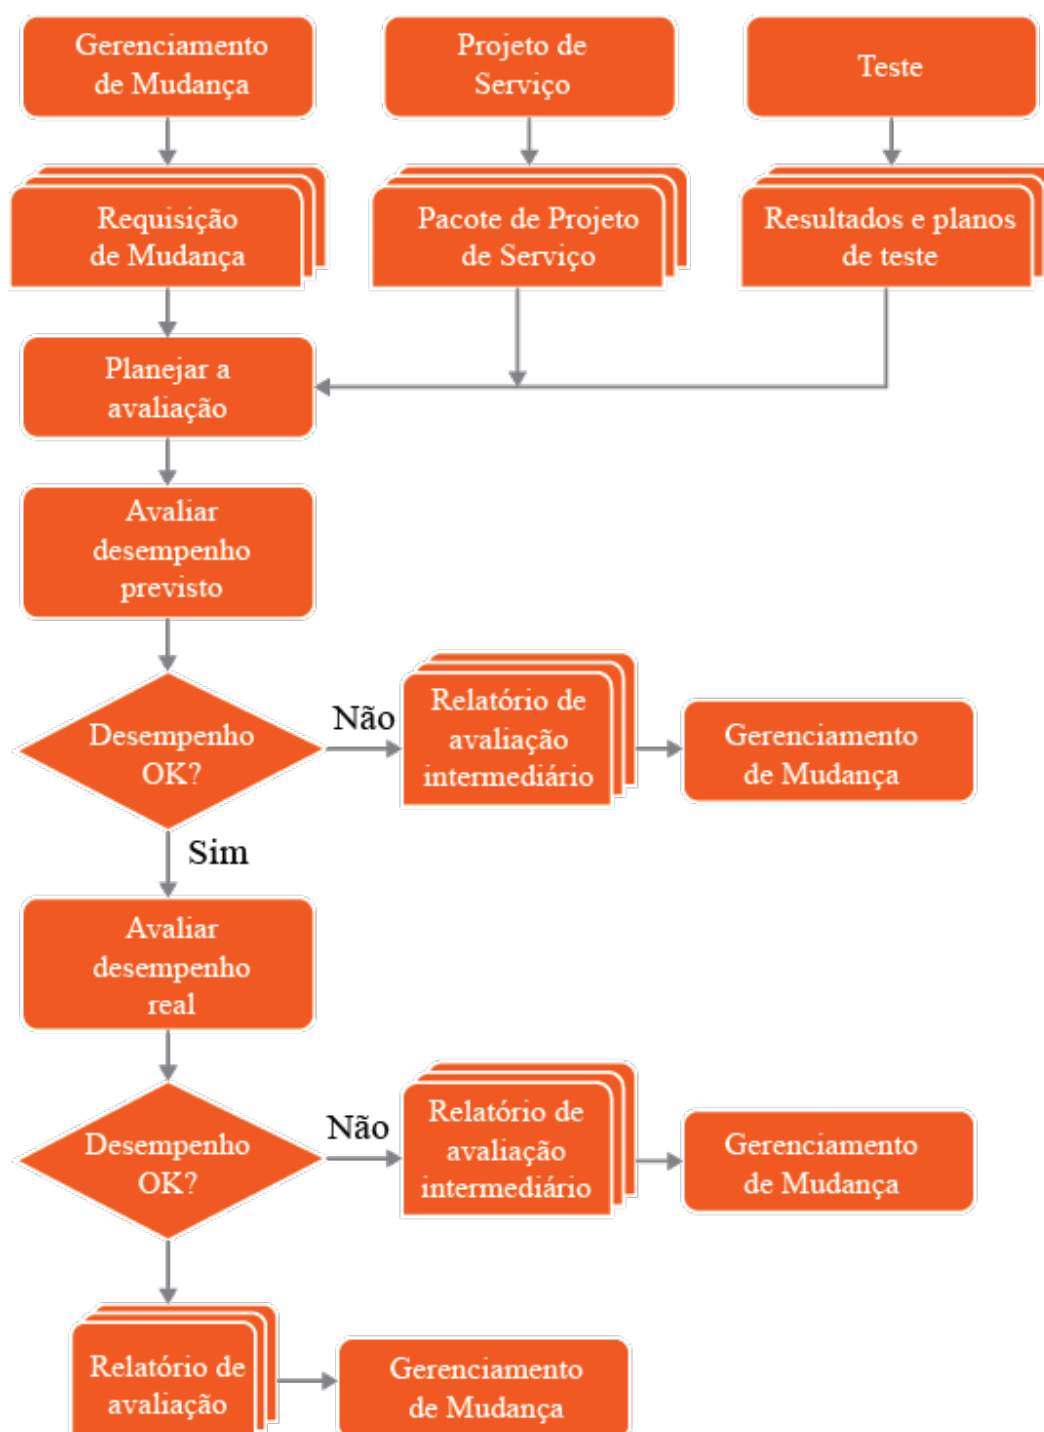 Gerenciamento
de Mudança
Projeto de
Serviço
Teste
Requisição
de Mudança
Pacote de Projeto
de Serviço
Resultados e planos
de teste
Planejar a
avaliação
Avaliar
desempenho
previsto
Desempenho
OK?
Não
Relatório de
avaliação
intermediário
Gerenciamento
de Mudança
Sim
Avaliar
desempenho
real
Desempenho
OK?
Não
Relatório de
avaliação
intermediário
Gerenciamento
de Mudança
Relatório de
avaliação
Gerenciamento
de Mudança